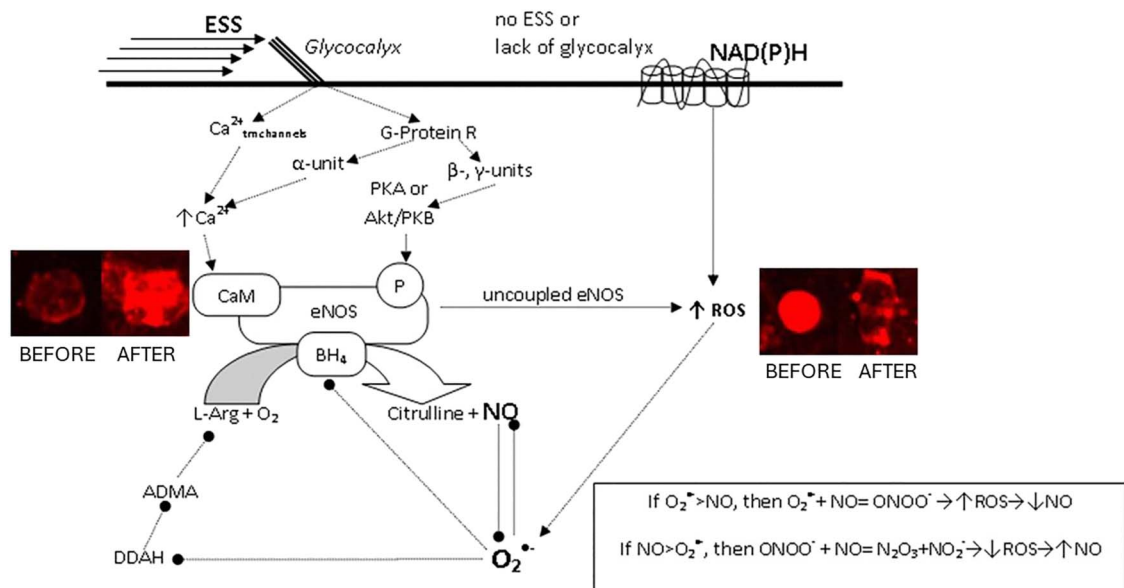 ESS
Glycocalyx
no ESS or
lack of glycocalyx
NAD(P)H
Ca²⁺ tmchannels
G-Protein R
α-unit
β-, γ-units
PKA or
Akt/PKB
↑Ca²⁺
CaM
P
eNOS
uncoupled eNOS
↑ ROS
BEFORE AFTER
BEFORE AFTER
BH₄
L-Arg + O₂
Citrulline + NO
ADMA
DDAH
O₂•-
If O₂•->NO, then O₂•-+ NO= ONOO⁻→↑ROS→↓NO
If NO>O₂•-, then ONOO⁻ + NO= N₂O₃+NO₂⁻→↓ROS→↑ NO